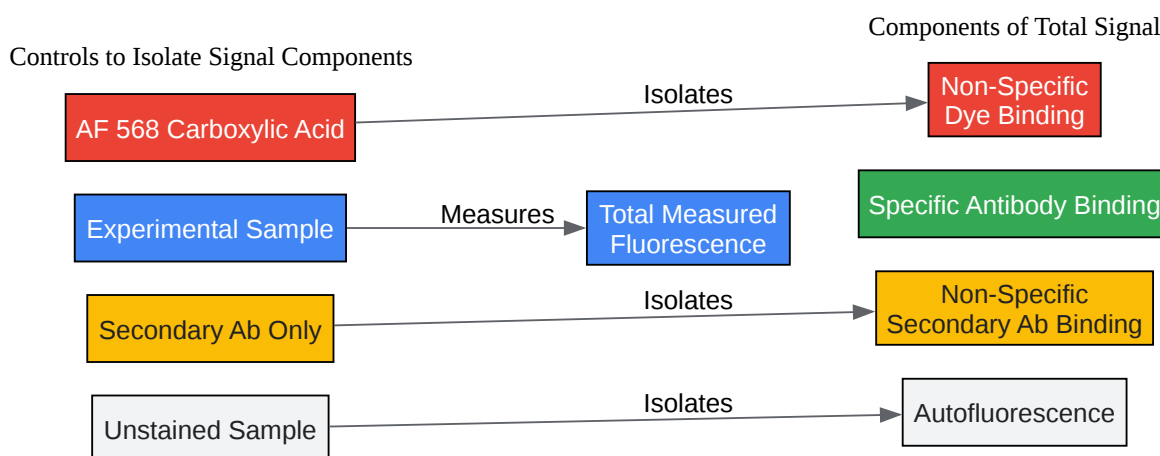 Components of Total Signal
Controls to Isolate Signal Components
AF 568 Carboxylic Acid
Isolates
Non-Specific
Dye Binding
Experimental Sample
Measures
Total Measured
Fluorescence
Specific Antibody Binding
Secondary Ab Only
Isolates
Non-Specific
Secondary Ab Binding
Unstained Sample
Isolates
Autofluorescence